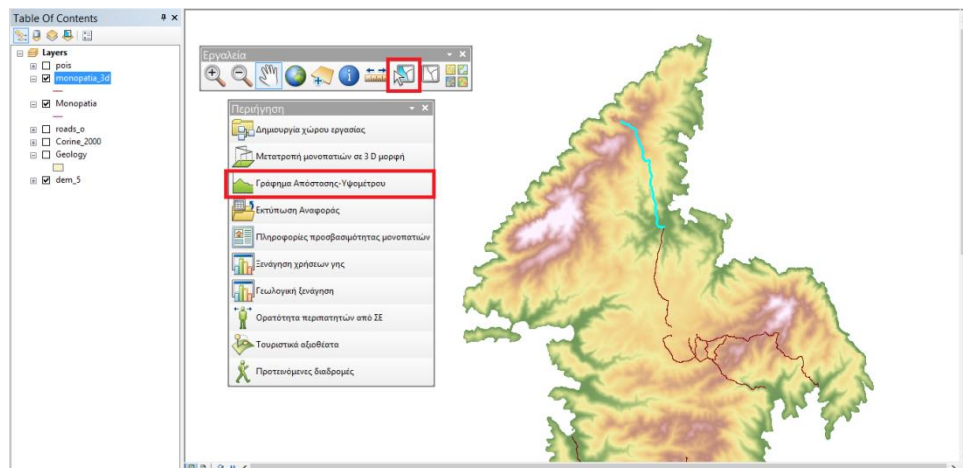 Table Of Contents
Layers
pois
monopatia_3d
Monopatia
roads_o
Corine_2000
Geology
dem_5
Εργαλεία
Περιήγηση
Δημιουργία χώρου εργασίας
Μετατροπή μονοπατιών σε 3 D μορφή
Γράφημα Απόστασης-Υψομέτρου
Εκτύπωση Αναφοράς
Πληροφορίες προσβασιμότητας μονοπατιών
Ξενάγηση χρήσεων γης
Γεωλογική ξενάγηση
Ορατότητα περιπατητών από ΣΕ
Τουριστικά αξιοθέατα
Προτεινόμενες διαδρομές